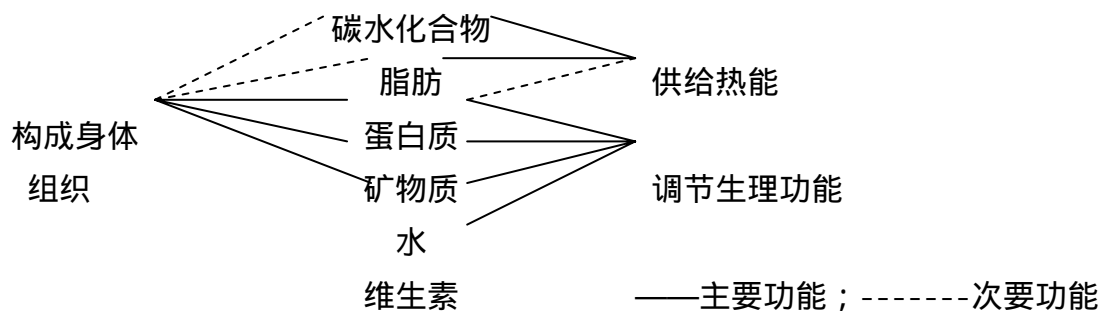 碳水化合物
脂肪 供给热能
构成身体 蛋白质
组织 矿物质 调节生理功能
水
维生素 ——主要功能；-------次要功能